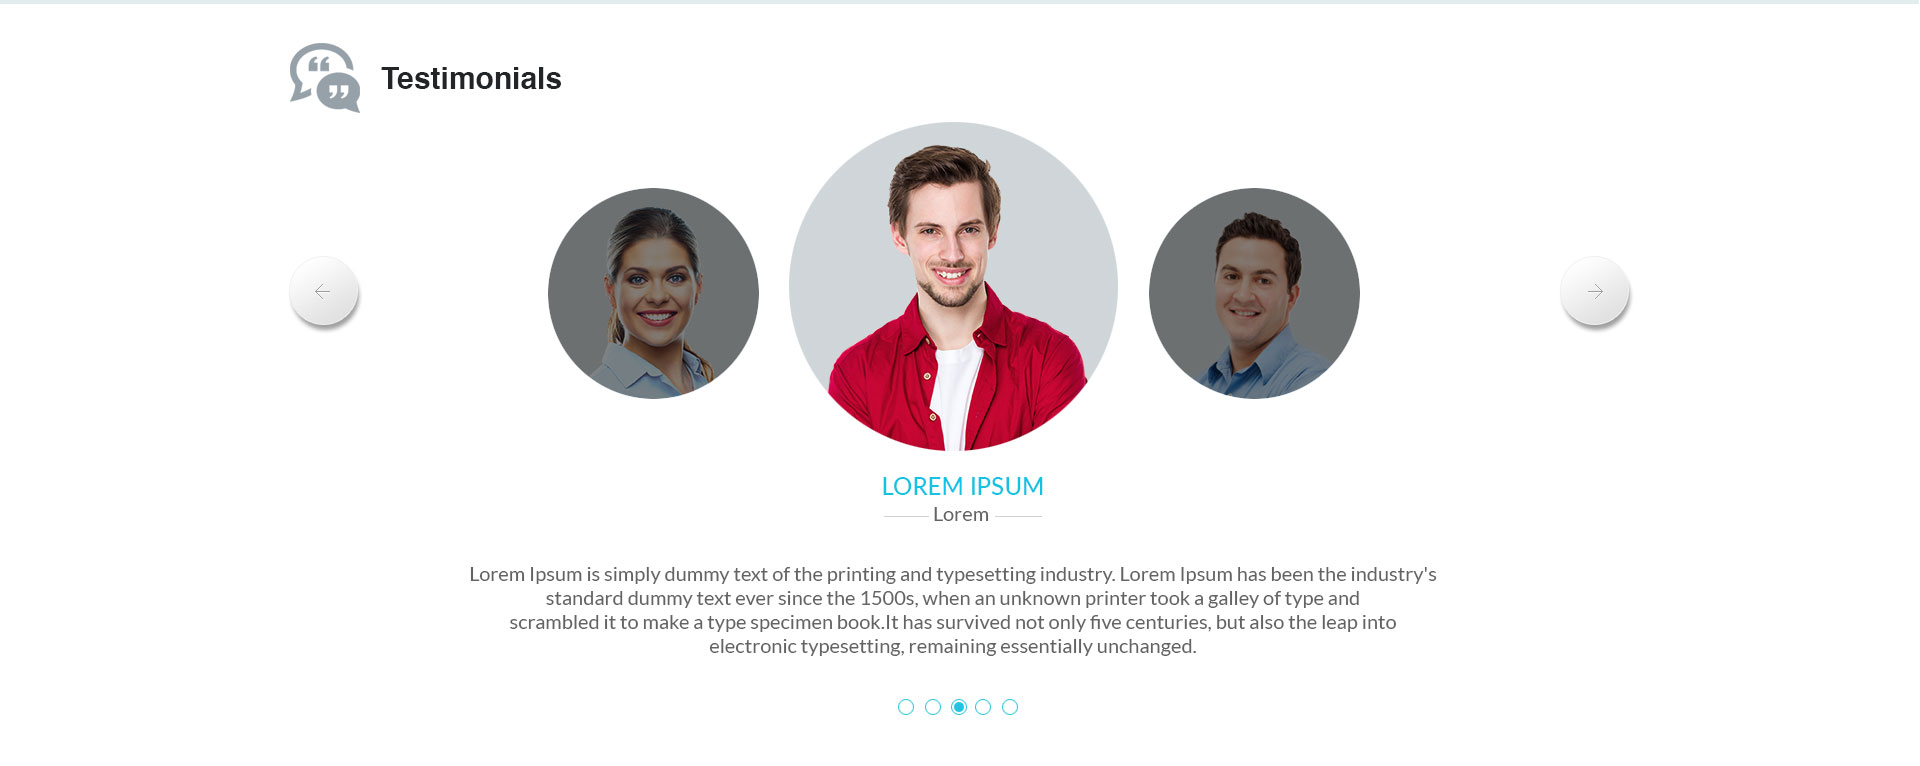 Testimonials
LOREM IPSUM
Lorem
Lorem Ipsum is simply dummy text of the printing and typesetting industry. Lorem Ipsum has been the industry's
standard dummy text ever since the 1500s, when an unknown printer took a galley of type and
scrambled it to make a type specimen book.It has survived not only five centuries, but also the leap into
electronic typesetting, remaining essentially unchanged.